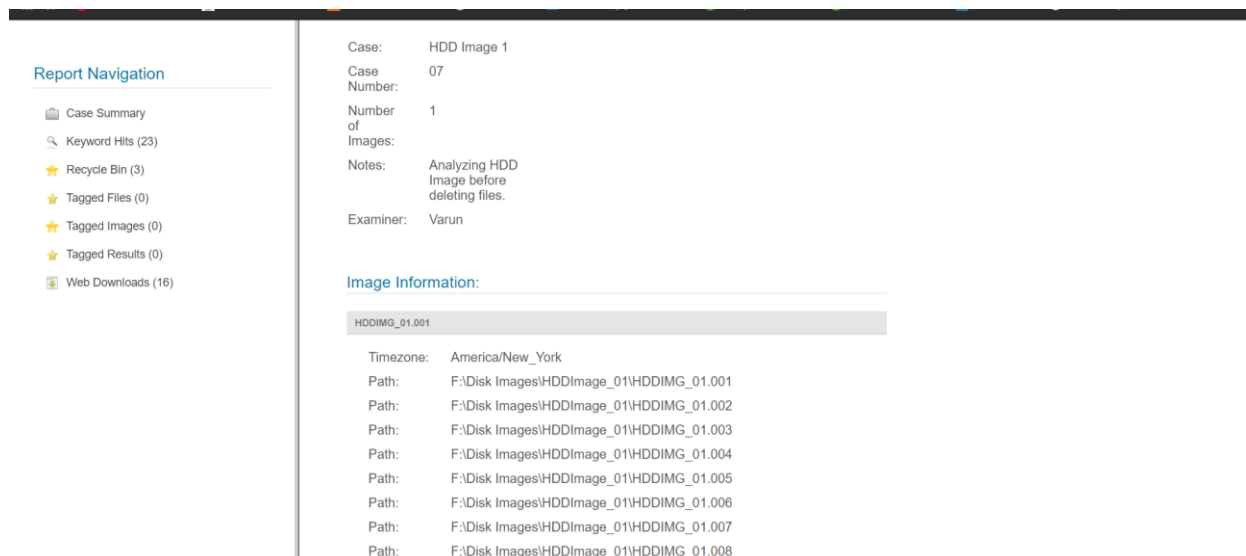 Report Navigation
Case Summary
Keyword Hits (23)
Recycle Bin (3)
Tagged Files (0)
Tagged Images (0)
Tagged Results (0)
Web Downloads (16)
Case: HDD Image 1
Case 07
Number:
Number 1
of
Images:
Notes: Analyzing HDD
Image before
deleting files.
Examiner: Varun
Image Information:
HDDIMG_01.001
Timezone: America/New_York
Path: F:\Disk Images\HDDImage_01\HDDIMG_01.001
Path: F:\Disk Images\HDDImage_01\HDDIMG_01.002
Path: F:\Disk Images\HDDImage_01\HDDIMG_01.003
Path: F:\Disk Images\HDDImage_01\HDDIMG_01.004
Path: F:\Disk Images\HDDImage_01\HDDIMG_01.005
Path: F:\Disk Images\HDDImage_01\HDDIMG_01.006
Path: F:\Disk Images\HDDImage_01\HDDIMG_01.007
Path: F:\Disk Images\HDDImage_01\HDDIMG_01.008